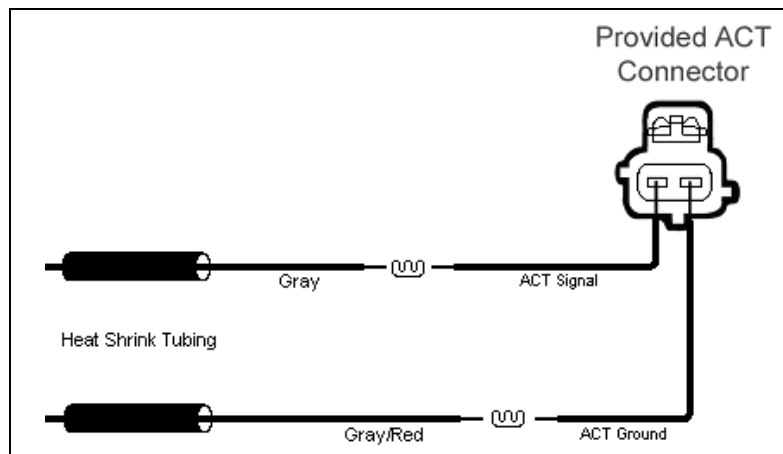 Provided ACT
Connector
Gray
ACT Signal
Heat Shrink Tubing
Gray/Red
ACT Ground